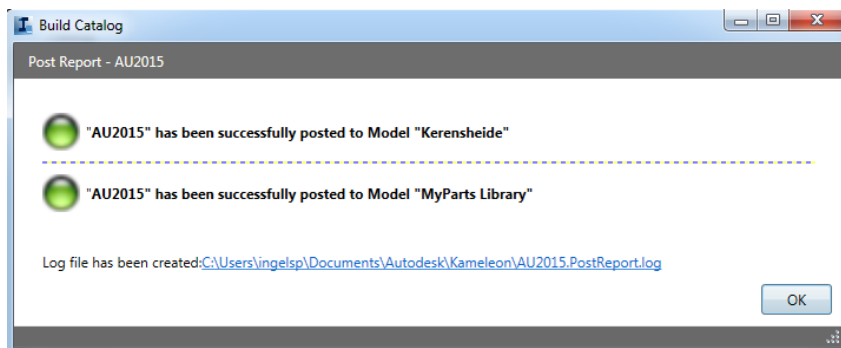 Build Catalog
Post Report - AU2015
"AU2015" has been successfully posted to Model "Kerensheide"
"AU2015" has been successfully posted to Model "MyParts Library"
Log file has been created:C:\Users\ingelsp\Documents\Autodesk\Kameleon\AU2015.PostReport.log
OK